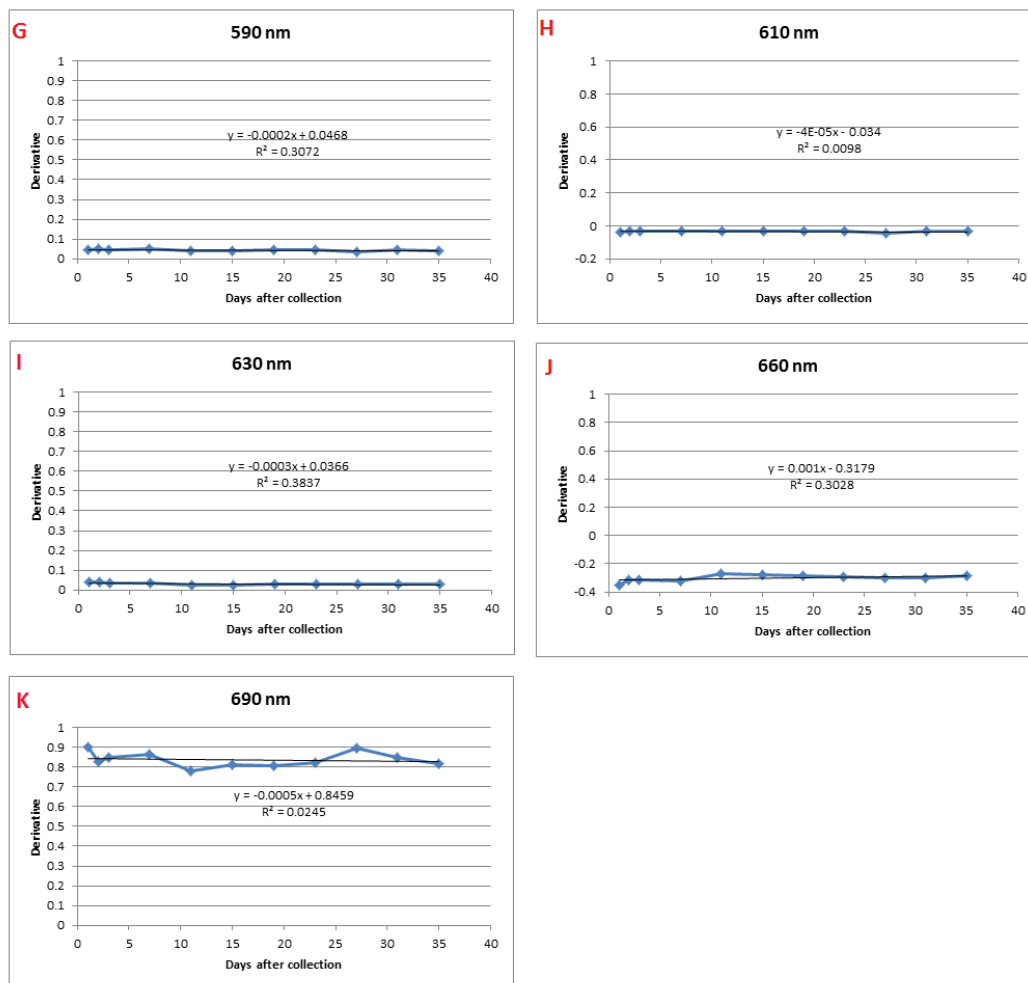 G
590 nm
1
0.9
0.8
0.7
0.6
0.5
0.4
0.3
0.2
0.1
0
Derivative
y = -0.0002x + 0.0468
R² = 0.3072
0 5 10 15 20 25 30 35 40
Days after collection
H
610 nm
1
0.8
0.6
0.4
0.2
0
-0.2
Derivative
y = -4E-05x - 0.034
R² = 0.0098
0 5 10 15 20 25 30 35 40
Days after collection
I
630 nm
1
0.9
0.8
0.7
0.6
0.5
0.4
0.3
0.2
0.1
0
Derivative
y = -0.0003x + 0.0366
R² = 0.3837
0 5 10 15 20 25 30 35 40
Days after collection
J
660 nm
1
0.8
0.6
0.4
0.2
0
-0.2
-0.4
Derivative
y = 0.001x - 0.3179
R² = 0.3028
0 5 10 15 20 25 30 35 40
Days after collection
K
690 nm
1
0.9
0.8
0.7
0.6
0.5
0.4
0.3
0.2
0.1
0
Derivative
y = -0.0005x + 0.8459
R² = 0.0245
0 5 10 15 20 25 30 35 40
Days after collection